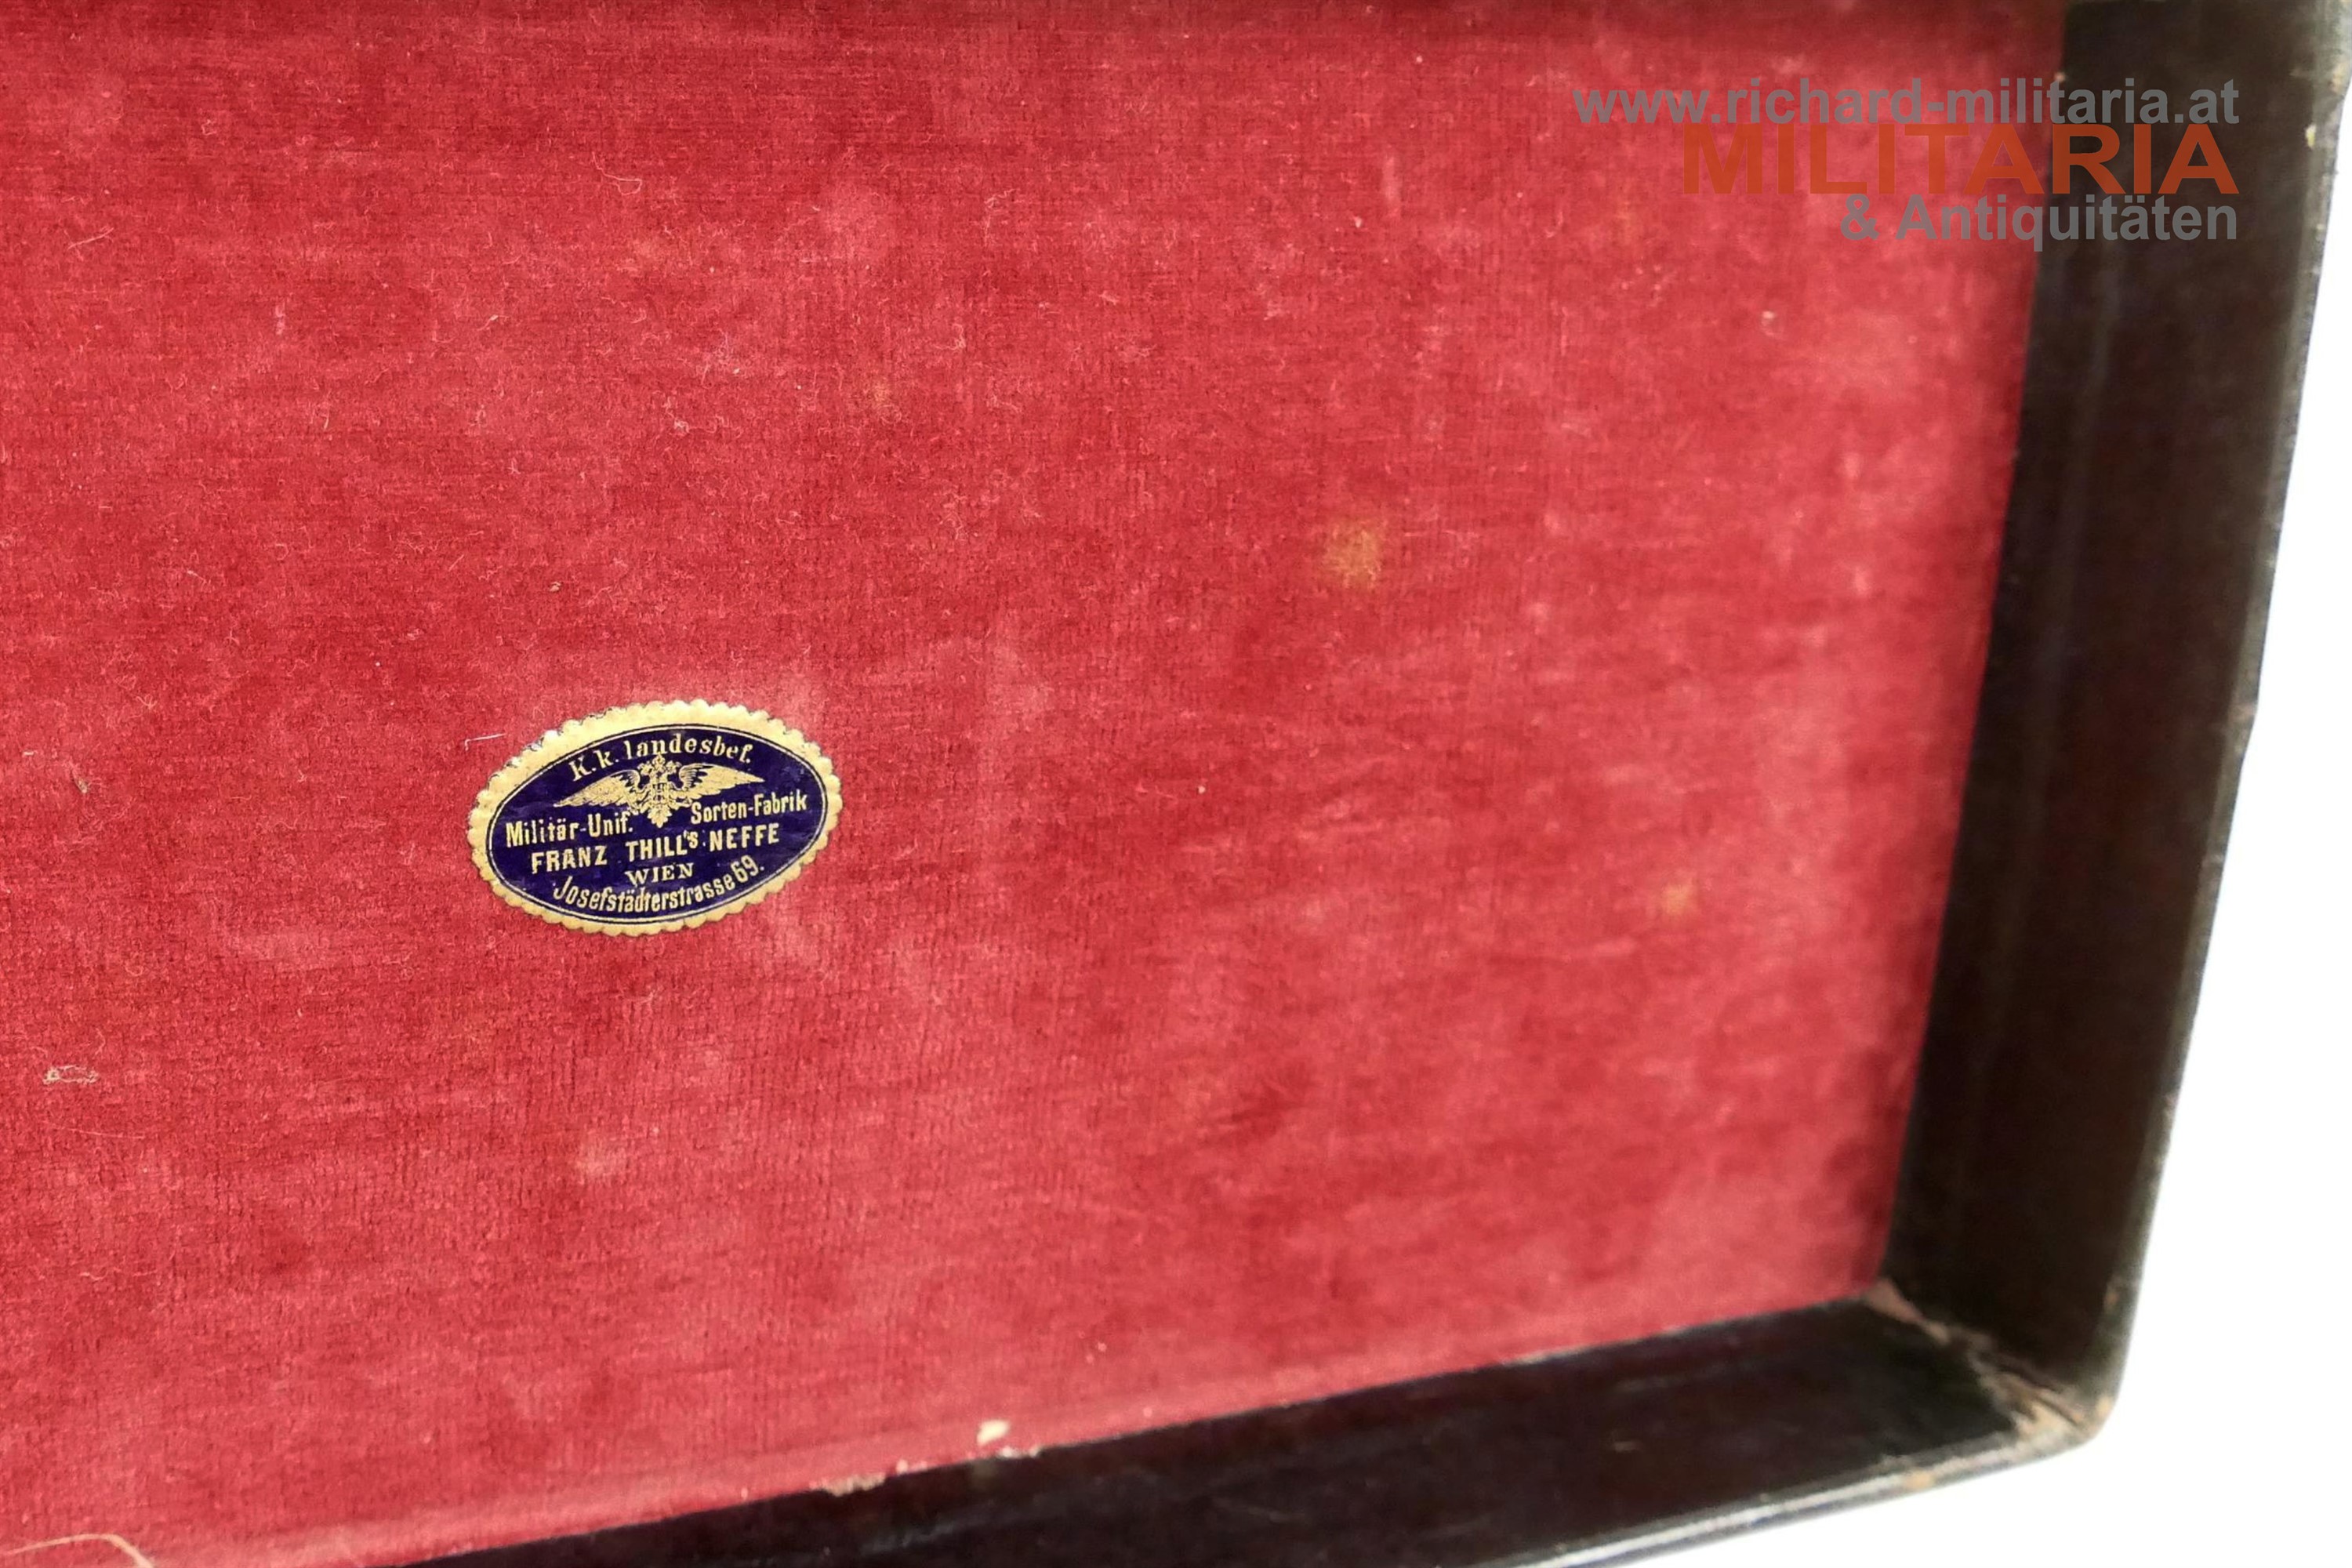 www.richard-militaria.at
MILITARIA
& Antiquitäten
K.k. landesbef.
Militär-Unif. Sorten-Fabrik
FRANZ THILL'S NEFFE
WIEN
Josefstädterstrasse 69.